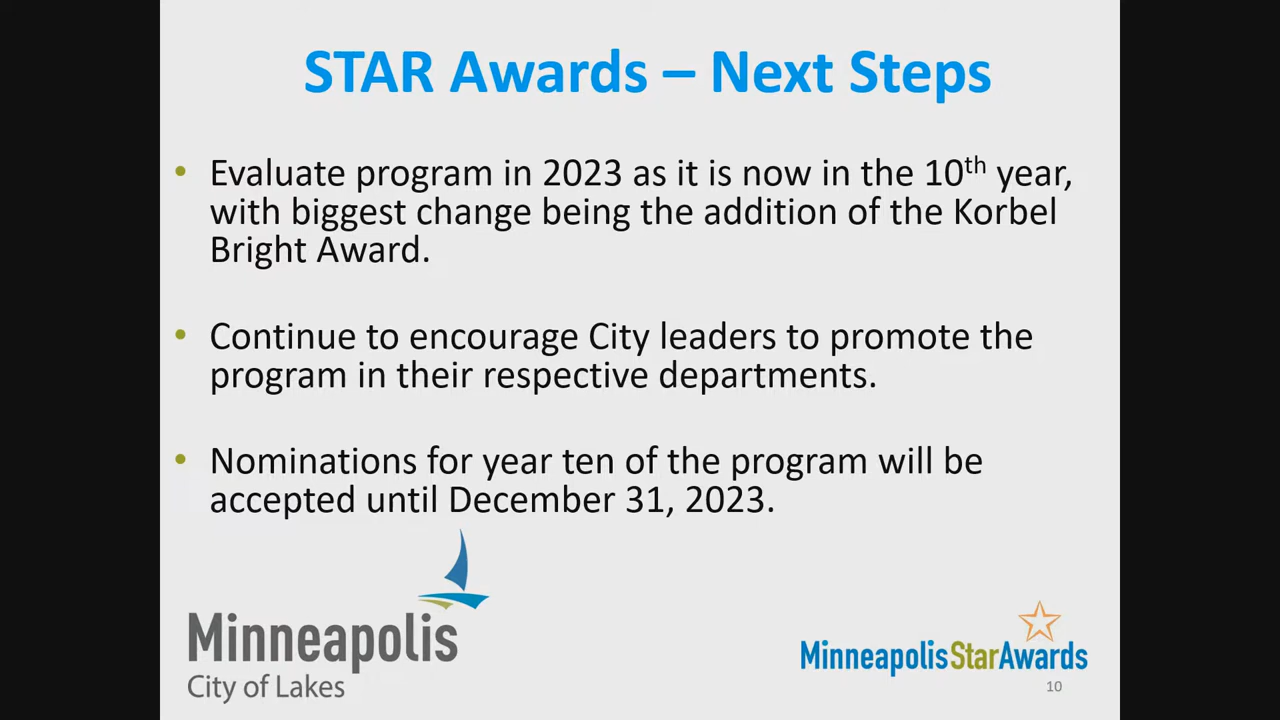 STAR Awards – Next Steps
• Evaluate program in 2023 as it is now in the 10th year,
with biggest change being the addition of the Korbel
Bright Award.
• Continue to encourage City leaders to promote the
program in their respective departments.
• Nominations for year ten of the program will be
accepted until December 31, 2023.
Minneapolis
City of Lakes
MinneapolisStarAwards
10